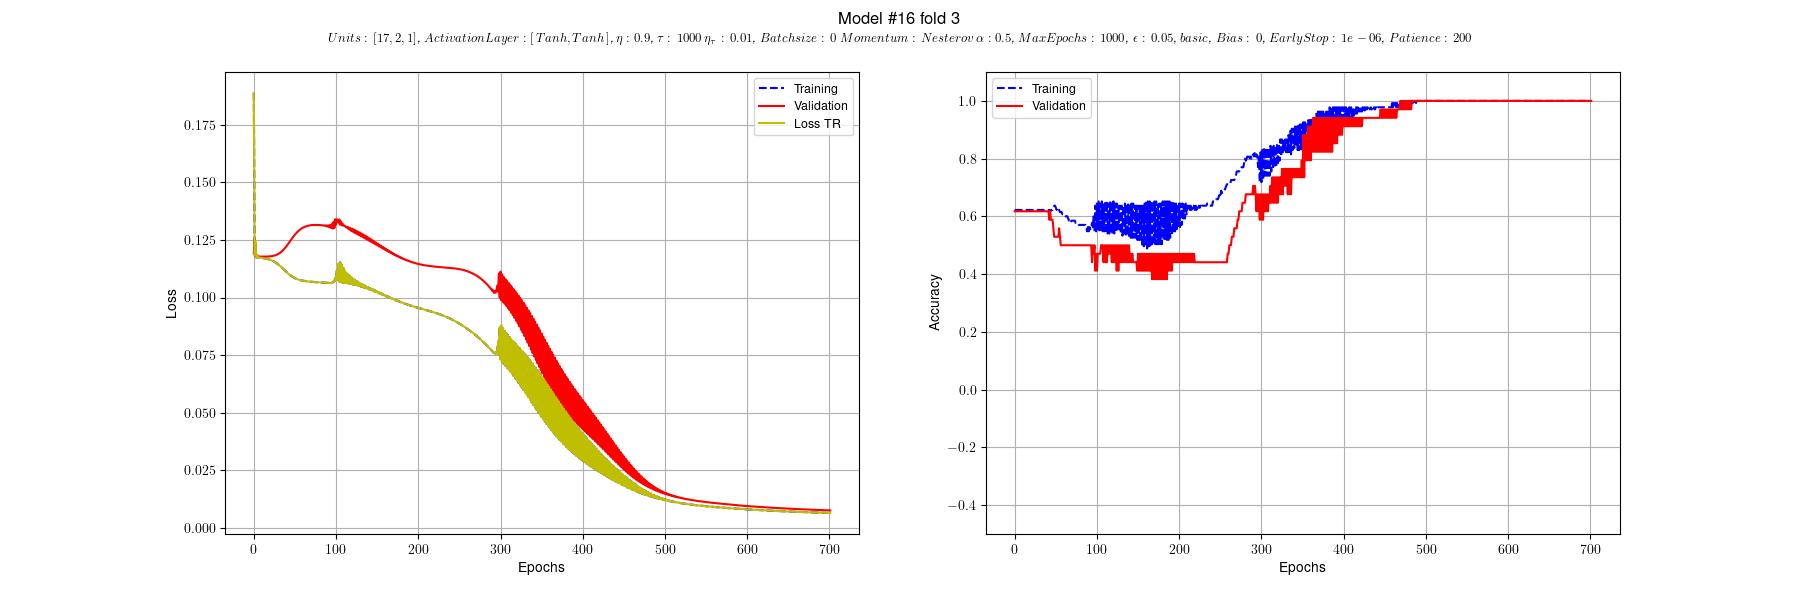 Model #16 fold 3
Units : [17, 2, 1], ActivationLayer : [Tanh, Tanh], η : 0.9, τ : 1000 ητ : 0.01, Batchsize : 0 Momentum : Nesterov α : 0.5, MaxEpochs : 1000, ϵ : 0.05, basic, Bias : 0, EarlyStop : 1e − 06, Patience : 200
Training
Validation
Loss TR
0.175
0.150
0.125
0.100
0.075
0.050
0.025
0.000
Loss
0 100 200 300 400 500 600 700
Epochs
Training
Validation
1.0
0.8
0.6
0.4
0.2
0.0
−0.2
−0.4
Accuracy
0 100 200 300 400 500 600 700
Epochs